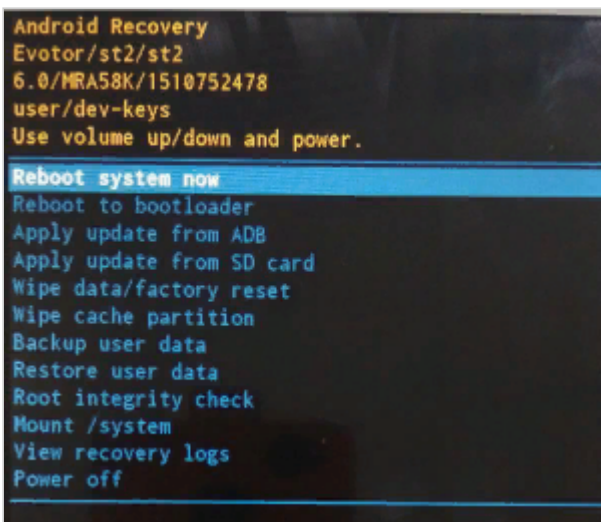 Android Recovery
Evotor/st2/st2
6.0/MRA58K/1510752478
user/dev-keys
Use volume up/down and power.
Reboot system now
Reboot to bootloader
Apply update from ADB
Apply update from SD card
Wipe data/factory reset
Wipe cache partition
Backup user data
Restore user data
Root integrity check
Mount /system
View recovery logs
Power off